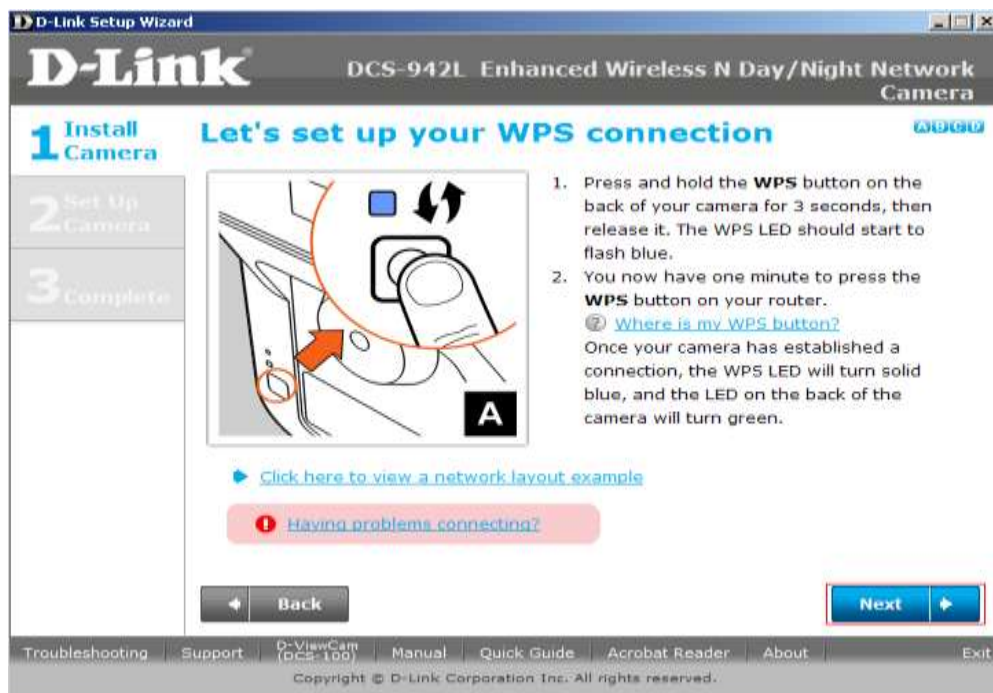 D-Link Setup Wizard
D-Link
DCS-942L Enhanced Wireless N Day/Night Network
Camera
1 Install
Camera
2 Set Up
Camera
3 Complete
Let's set up your WPS connection
A B C D
A
1. Press and hold the WPS button on the
back of your camera for 3 seconds, then
release it. The WPS LED should start to
flash blue.
2. You now have one minute to press the
WPS button on your router.
? Where is my WPS button?
Once your camera has established a
connection, the WPS LED will turn solid
blue, and the LED on the back of the
camera will turn green.
Click here to view a network layout example
! Having problems connecting?
Back
Next
Troubleshooting
Support
D-ViewCam
(DCS-100)
Manual
Quick Guide
Acrobat Reader
About
Exit
Copyright © D-Link Corporation Inc. All rights reserved.